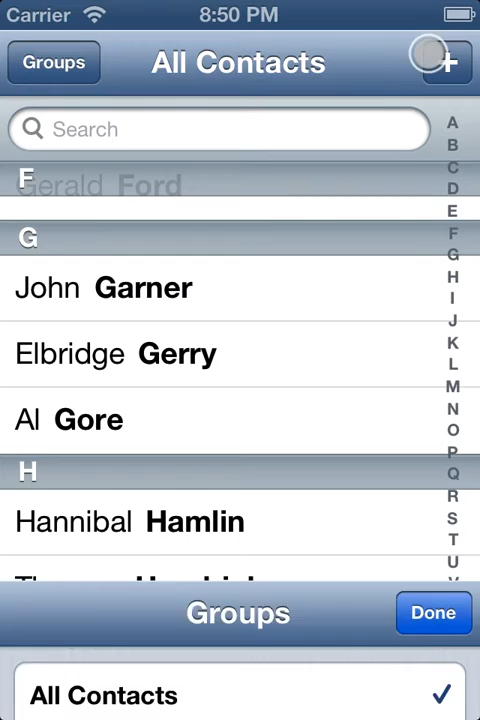 Carrier 8:50 PM
Groups All Contacts +
Search
F
Gerald Ford
G
John Garner
Elbridge Gerry
Al Gore
H
Hannibal Hamlin
A
B
C
D
E
F
G
H
I
J
K
L
M
N
O
P
Q
R
S
T
U
Groups Done
All Contacts